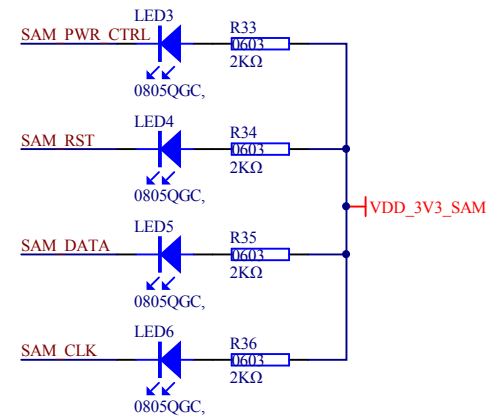 LED3
SAM_PWR_CTRL
R33
0603
2KΩ
0805QGC,
LED4
SAM_RST
R34
0603
2KΩ
0805QGC,
VDD_3V3_SAM
LED5
SAM_DATA
R35
0603
2KΩ
0805QGC,
LED6
SAM_CLK
R36
0603
2KΩ
0805QGC,